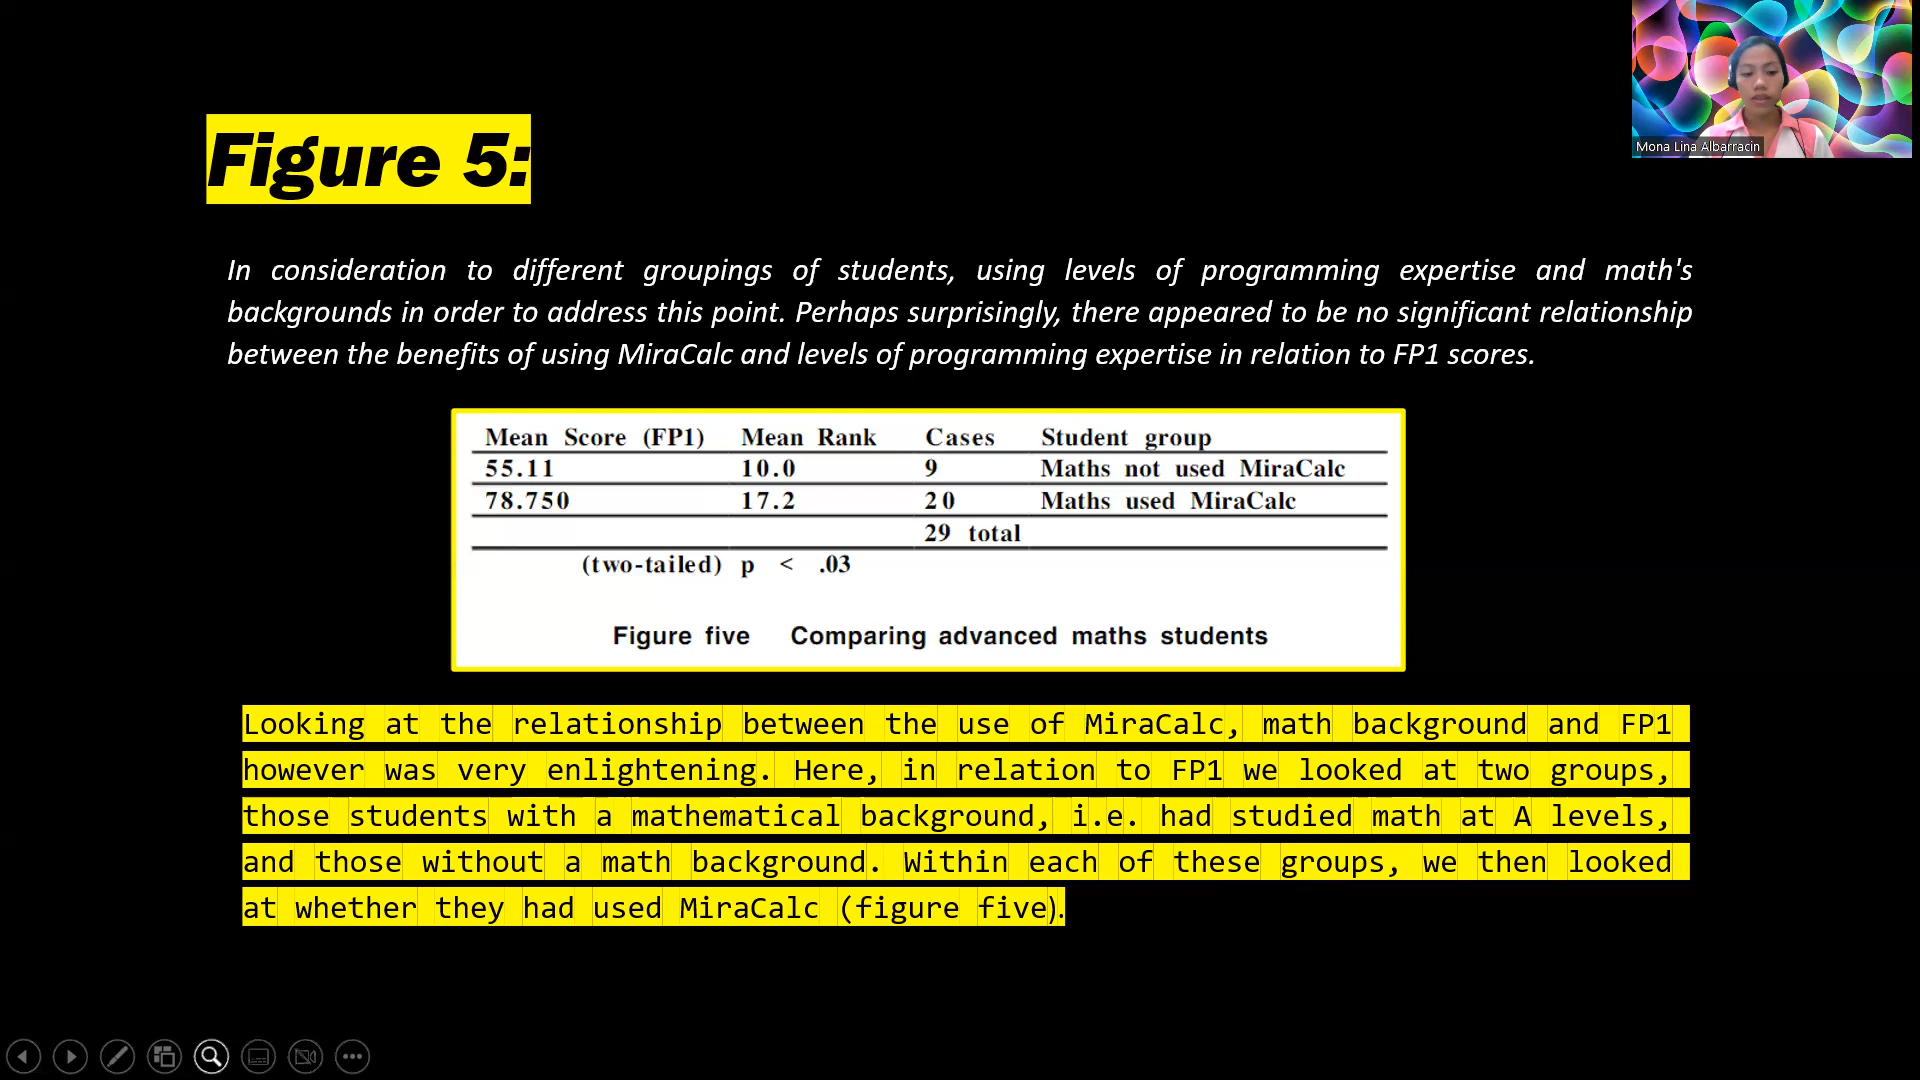 Mona Lina Albarracin
Figure 5:
In consideration to different groupings of students, using levels of programming expertise and math's
backgrounds in order to address this point. Perhaps surprisingly, there appeared to be no significant relationship
between the benefits of using MiraCalc and levels of programming expertise in relation to FP1 scores.
Mean Score (FP1) Mean Rank Cases Student group
55.11 10.0 9 Maths not used MiraCalc
78.750 17.2 20 Maths used MiraCalc
29 total
(two-tailed) p < .03
Figure five Comparing advanced maths students
Looking at the relationship between the use of MiraCalc, math background and FP1
however was very enlightening. Here, in relation to FP1 we looked at two groups,
those students with a mathematical background, i.e. had studied math at A levels,
and those without a math background. Within each of these groups, we then looked
at whether they had used MiraCalc (figure five).